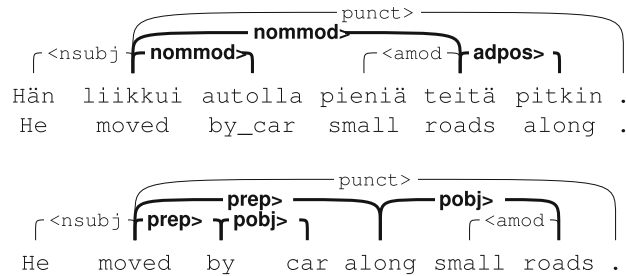 punct>
nommod>
<nsubj nommod> <amod adpos>
Hän liikkui autolla pieniä teitä pitkin .
He moved by_car small roads along .
punct>
prep> pobj>
<nsubj prep> pobj> <amod
He moved by car along small roads .